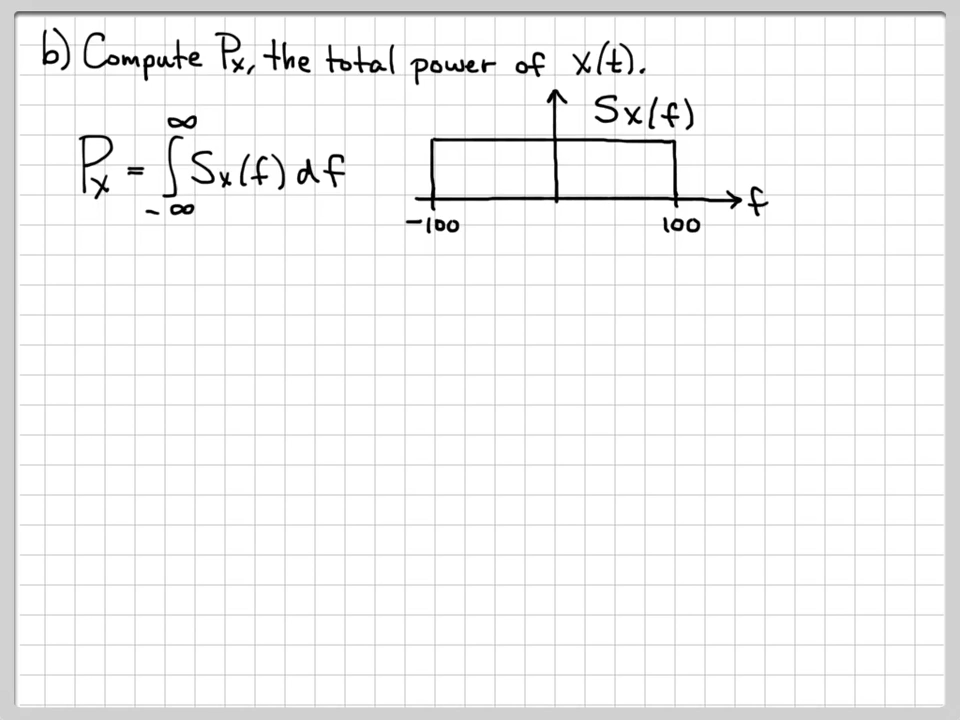 b) Compute Px, the total power of x(t).
Sx(f)
∞
Px = ∫ Sx(f) df
-∞
f
-100
100